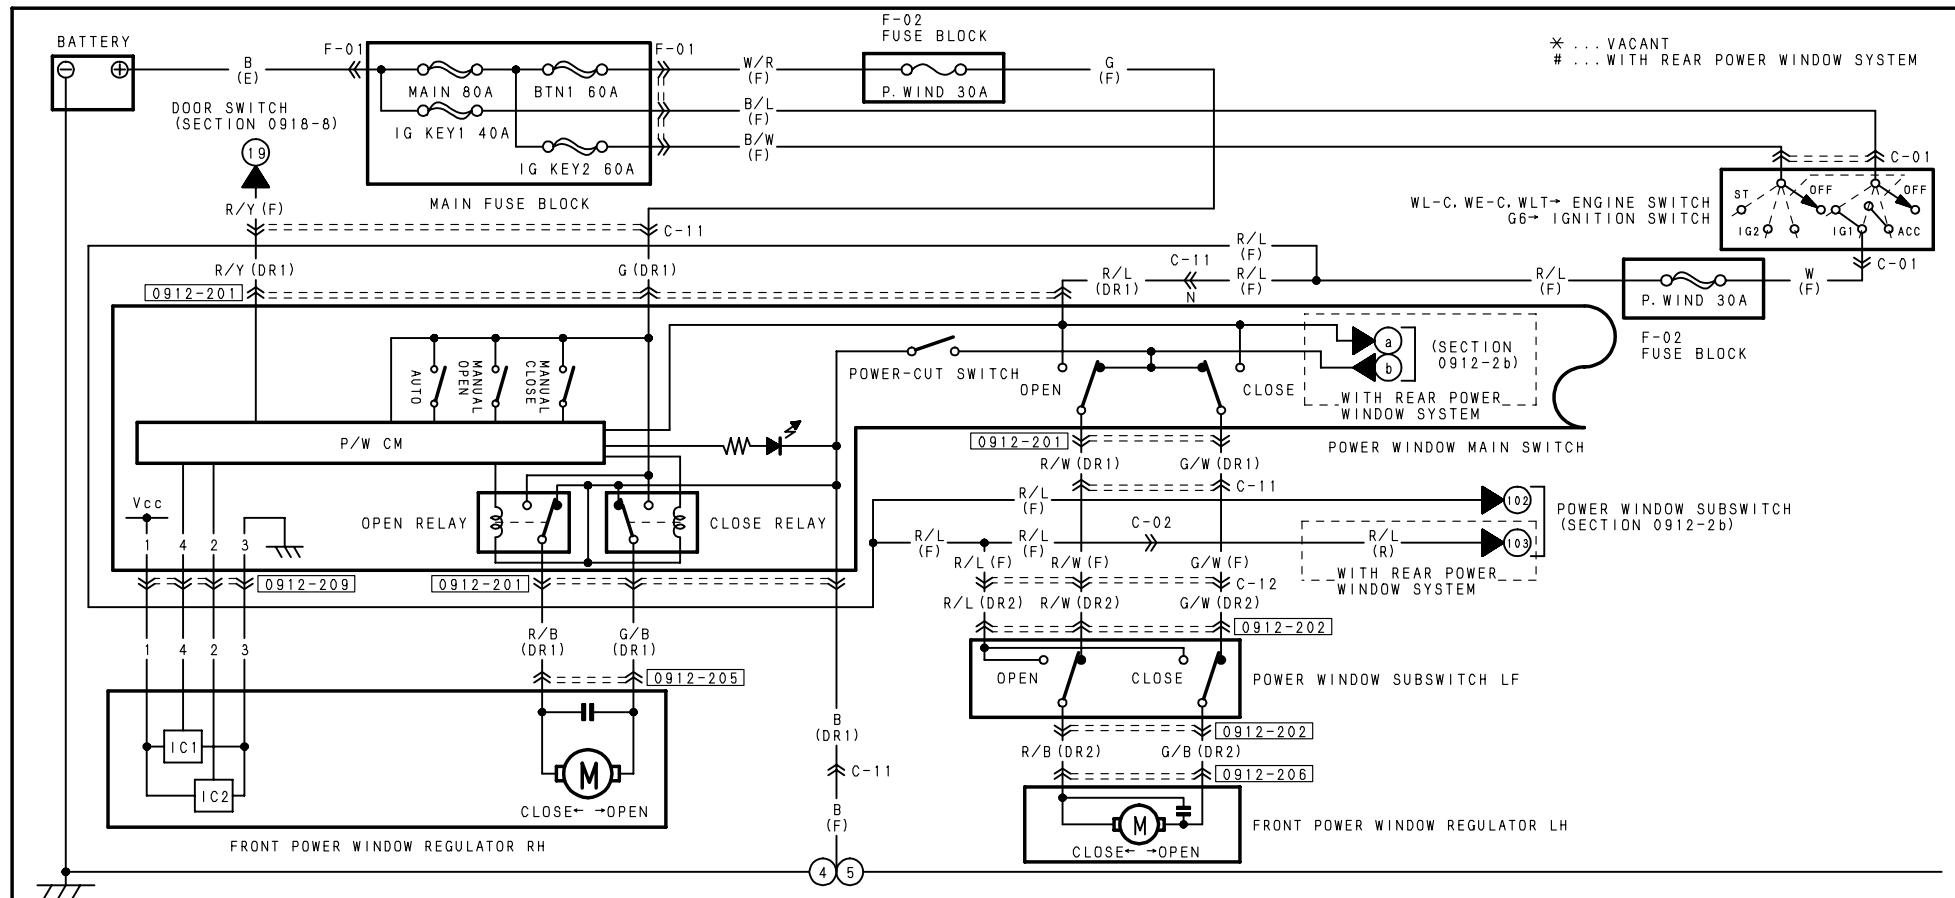 BATTERY
B
(E)
F-01
F-01
MAIN 80A
BTN1 60A
IG KEY1 40A
IG KEY2 60A
MAIN FUSE BLOCK
W/R
(F)
B/L
(F)
B/W
(F)
F-02
FUSE BLOCK
P. WIND 30A
G
(F)
* ... VACANT
# ... WITH REAR POWER WINDOW SYSTEM
DOOR SWITCH
(SECTION 0918-8)
19
R/Y (F)
C-11
R/Y (DR1)
G (DR1)
0912-201
C-01
WL-C, WE-C, WLT→ ENGINE SWITCH
G6→ IGNITION SWITCH
ST
OFF
OFF
IG2
IG1
ACC
C-01
R/L
(F)
C-11
R/L
(DR1)
N
R/L
(F)
R/L
(F)
P. WIND 30A
W
(F)
F-02
FUSE BLOCK
AUTO
MANUAL
OPEN
MANUAL
CLOSE
POWER-CUT SWITCH
OPEN
CLOSE
a
b
(SECTION
0912-2b)
WITH REAR POWER
WINDOW SYSTEM
P/W CM
0912-201
POWER WINDOW MAIN SWITCH
R/W (DR1)
G/W (DR1)
C-11
Vcc
OPEN RELAY
CLOSE RELAY
1
4
2
3
R/L
(F)
102
POWER WINDOW SUBSWITCH
(SECTION 0912-2b)
R/L
(F)
R/L
(F)
C-02
R/L
(R)
103
WITH REAR POWER
WINDOW SYSTEM
R/L (F)
R/W (F)
G/W (F)
C-12
0912-209
0912-201
R/L (DR2)
R/W (DR2)
G/W (DR2)
0912-202
1
4
2
3
R/B
(DR1)
G/B
(DR1)
0912-205
OPEN
CLOSE
POWER WINDOW SUBSWITCH LF
IC1
IC2
M
CLOSE← →OPEN
FRONT POWER WINDOW REGULATOR RH
B
(DR1)
C-11
B
(F)
0912-202
R/B (DR2)
G/B (DR2)
0912-206
M
CLOSE← →OPEN
FRONT POWER WINDOW REGULATOR LH
4
5